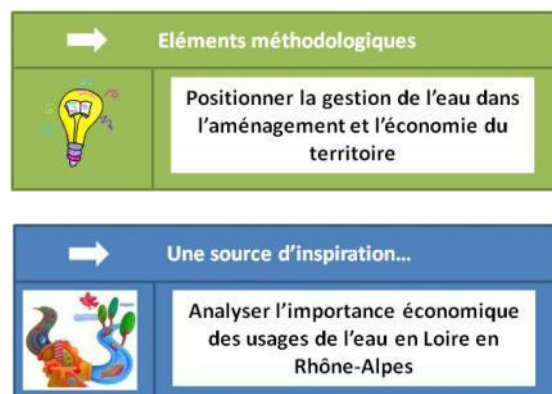 Eléments méthodologiques
Positionner la gestion de l'eau dans
l'aménagement et l'économie du
territoire
Une source d'inspiration...
Analyser l'importance économique
des usages de l'eau en Loire en
Rhône-Alpes